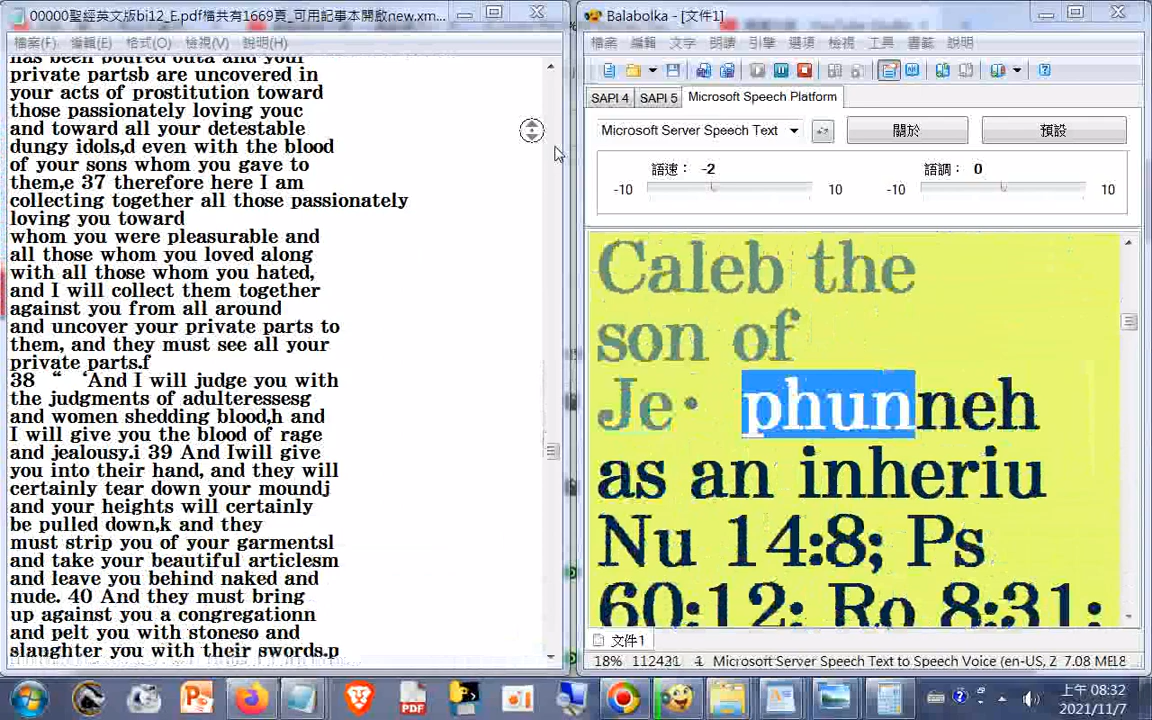 00000聖經英文版bi12_E.pdf檔共有1669頁_可用記事本開啟new.xm...
檔案(F) 編輯(E) 格式(O) 檢視(V) 說明(H)
has been poured outa and your
private partsb are uncovered in
your acts of prostitution toward
those passionately loving youc
and toward all your detestable
dungy idols,d even with the blood
of your sons whom you gave to
them,e 37 therefore here I am
collecting together all those passionately
loving you toward
whom you were pleasurable and
all those whom you loved along
with all those whom you hated,
and I will collect them together
against you from all around
and uncover your private parts to
them, and they must see all your
private parts.f
38 “ ‘And I will judge you with
the judgments of adulteressesg
and women shedding blood,h and
I will give you the blood of rage
and jealousy.i 39 And Iwill give
you into their hand, and they will
certainly tear down your moundj
and your heights will certainly
be pulled down,k and they
must strip you of your garmentsl
and take your beautiful articlesm
and leave you behind naked and
nude. 40 And they must bring
up against you a congregationn
and pelt you with stoneso and
slaughter you with their swords.p
Balabolka - [文件1]
檔案 編輯 文字 朗讀 引擎 選項 檢視 工具 書籤 說明
SAPI 4 SAPI 5 Microsoft Speech Platform
Microsoft Server Speech Text 關於 預設
語速： -2 語調： 0
-10 10 -10 10
Caleb the
son of
Je· phunneh
as an inheriu
Nu 14:8; Ps
60:12; Ro 8:31;
文件1
18% 112431 1 Microsoft Server Speech Text to Speech Voice (en-US, Z 7.08 ME
PDF
上午 08:32
2021/11/7